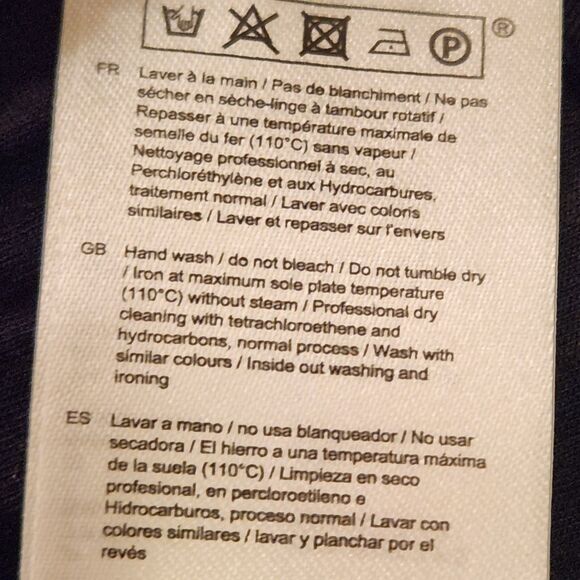 P ®
FR Laver à la main / Pas de blanchiment / Ne pas
sécher en sèche-linge à tambour rotatif /
Repasser à une température maximale de
semelle du fer (110°C) sans vapeur /
Nettoyage professionnel à sec, au
Perchloréthylène et aux Hydrocarbures,
traitement normal / Laver avec coloris
similaires / Laver et repasser sur l'envers
GB Hand wash / do not bleach / Do not tumble dry
/ Iron at maximum sole plate temperature
(110°C) without steam / Professional dry
cleaning with tetrachloroethene and
hydrocarbons, normal process / Wash with
similar colours / Inside out washing and
ironing
ES Lavar a mano / no usa blanqueador / No usar
secadora / El hierro a una temperatura máxima
de la suela (110°C) / Limpieza en seco
profesional, en percloroetileno e
Hidrocarburos, proceso normal / Lavar con
colores similares / lavar y planchar por el
revés